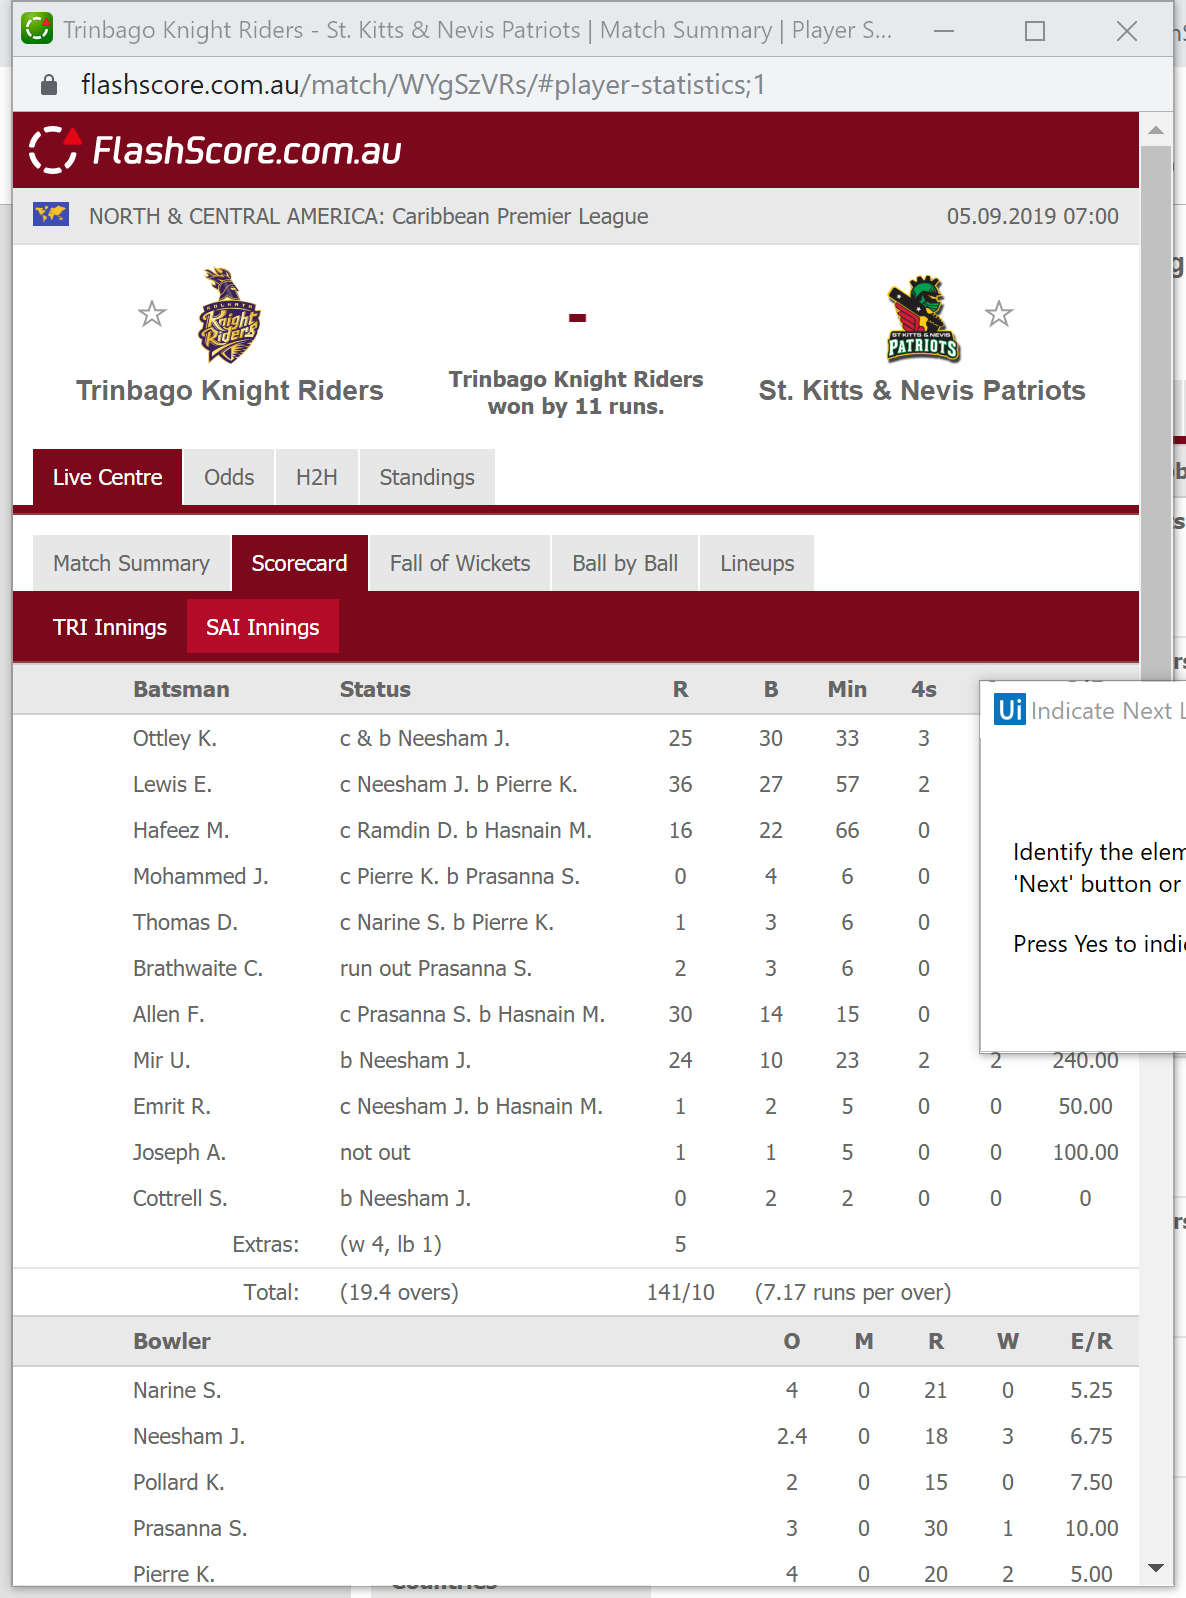 Trinbago Knight Riders - St. Kitts & Nevis Patriots | Match Summary | Player S...
flashscore.com.au/match/WYgSzVRs/#player-statistics;1
FlashScore.com.au
NORTH & CENTRAL AMERICA: Caribbean Premier League 05.09.2019 07:00
KOLKATA
Knight
Riders
-
ST KITTS & NEVIS
PATRIOTS
Trinbago Knight Riders
Trinbago Knight Riders
won by 11 runs.
St. Kitts & Nevis Patriots
Live Centre Odds H2H Standings
Match Summary Scorecard Fall of Wickets Ball by Ball Lineups
TRI Innings SAI Innings
Batsman Status R B Min 4s
Ui Indicate Next L
Ottley K. c & b Neesham J. 25 30 33 3
Lewis E. c Neesham J. b Pierre K. 36 27 57 2
Hafeez M. c Ramdin D. b Hasnain M. 16 22 66 0
Identify the elem
Mohammed J. c Pierre K. b Prasanna S. 0 4 6 0
'Next' button or
Thomas D. c Narine S. b Pierre K. 1 3 6 0
Press Yes to indic
Brathwaite C. run out Prasanna S. 2 3 6 0
Allen F. c Prasanna S. b Hasnain M. 30 14 15 0
Mir U. b Neesham J. 24 10 23 2 2 240.00
Emrit R. c Neesham J. b Hasnain M. 1 2 5 0 0 50.00
Joseph A. not out 1 1 5 0 0 100.00
Cottrell S. b Neesham J. 0 2 2 0 0 0
Extras: (w 4, lb 1) 5
Total: (19.4 overs) 141/10 (7.17 runs per over)
Bowler O M R W E/R
Narine S. 4 0 21 0 5.25
Neesham J. 2.4 0 18 3 6.75
Pollard K. 2 0 15 0 7.50
Prasanna S. 3 0 30 1 10.00
Pierre K. 4 0 20 2 5.00